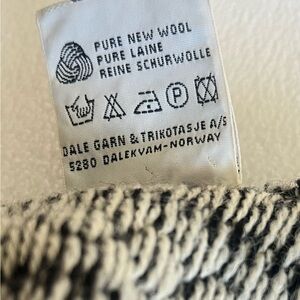 PURE NEW WOOL
PURE LAINE
REINE SCHURWOLLE
P
DALE GARN & TRIKOTASJE A/S
5280 DALEKVAM-NORWAY